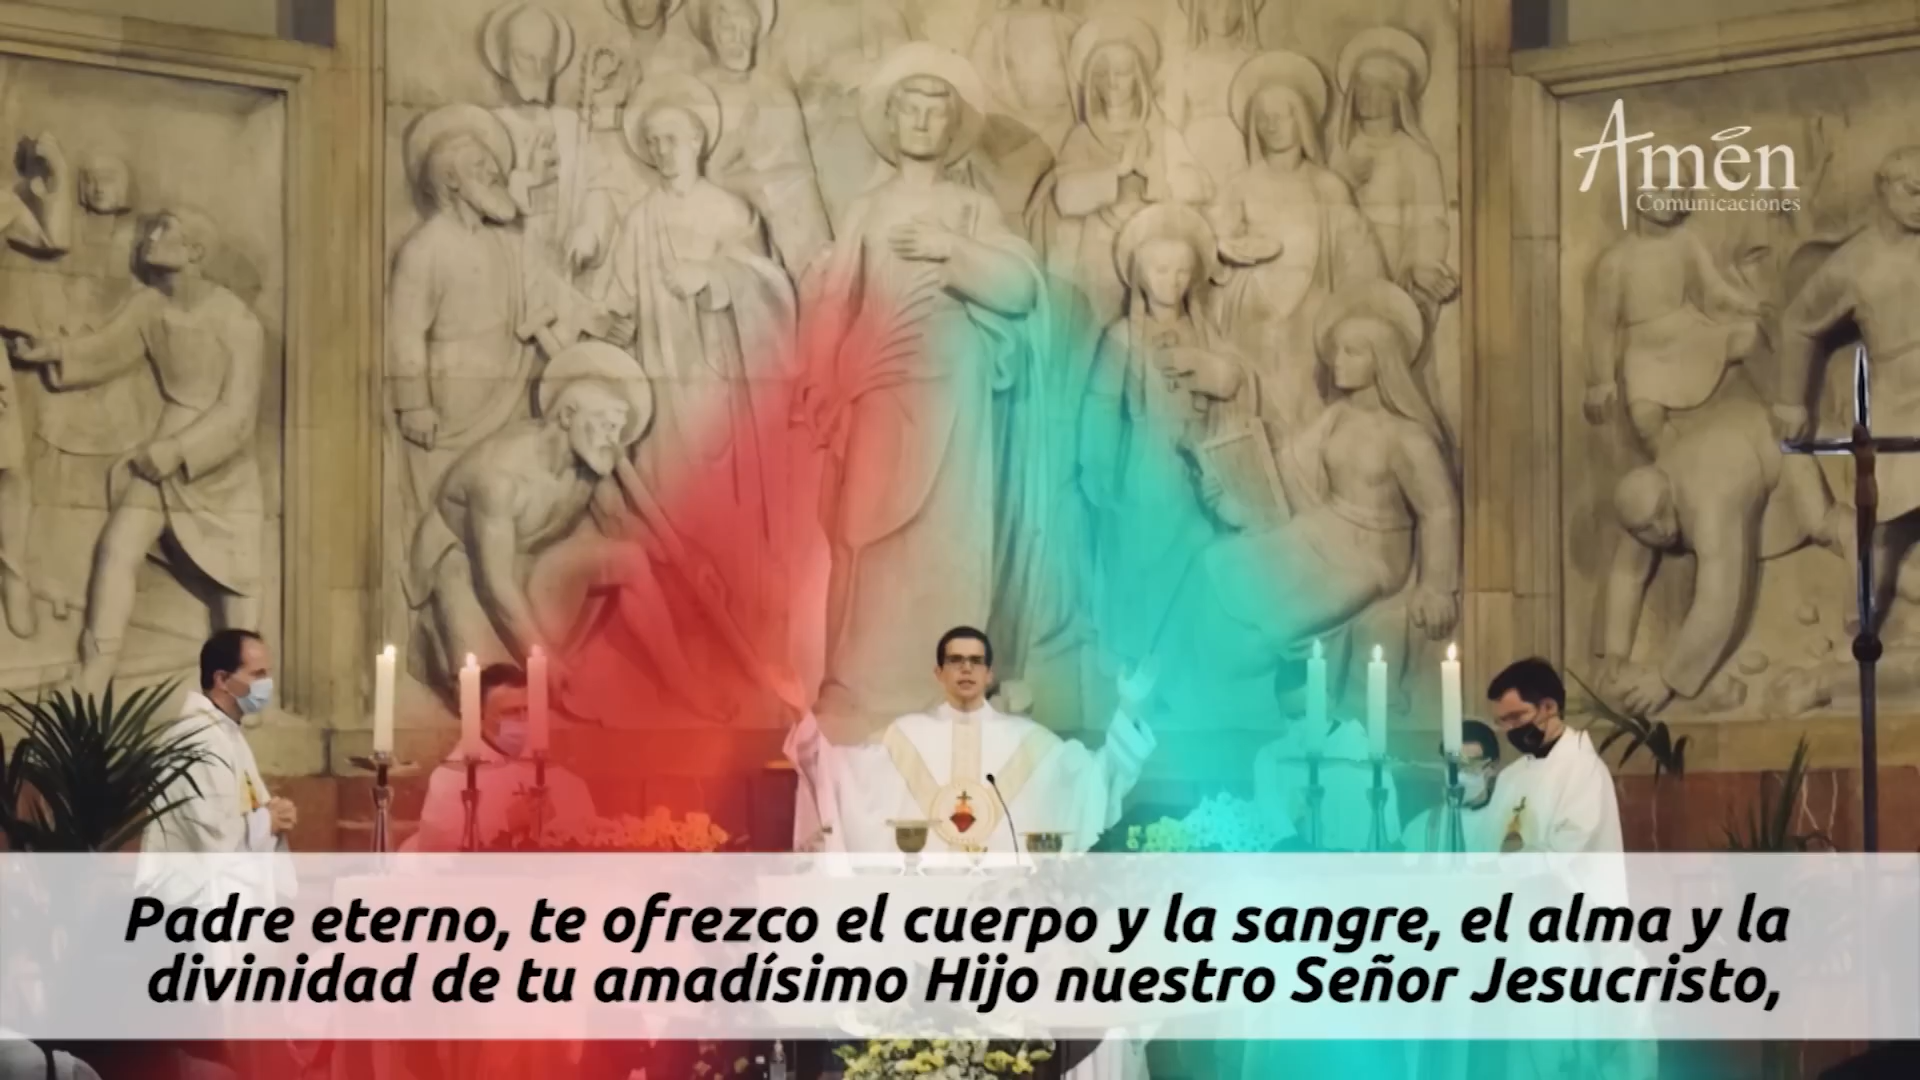 Amén
Comunicaciones
Padre eterno, te ofrezco el cuerpo y la sangre, el alma y la
divinidad de tu amadísimo Hijo nuestro Señor Jesucristo,